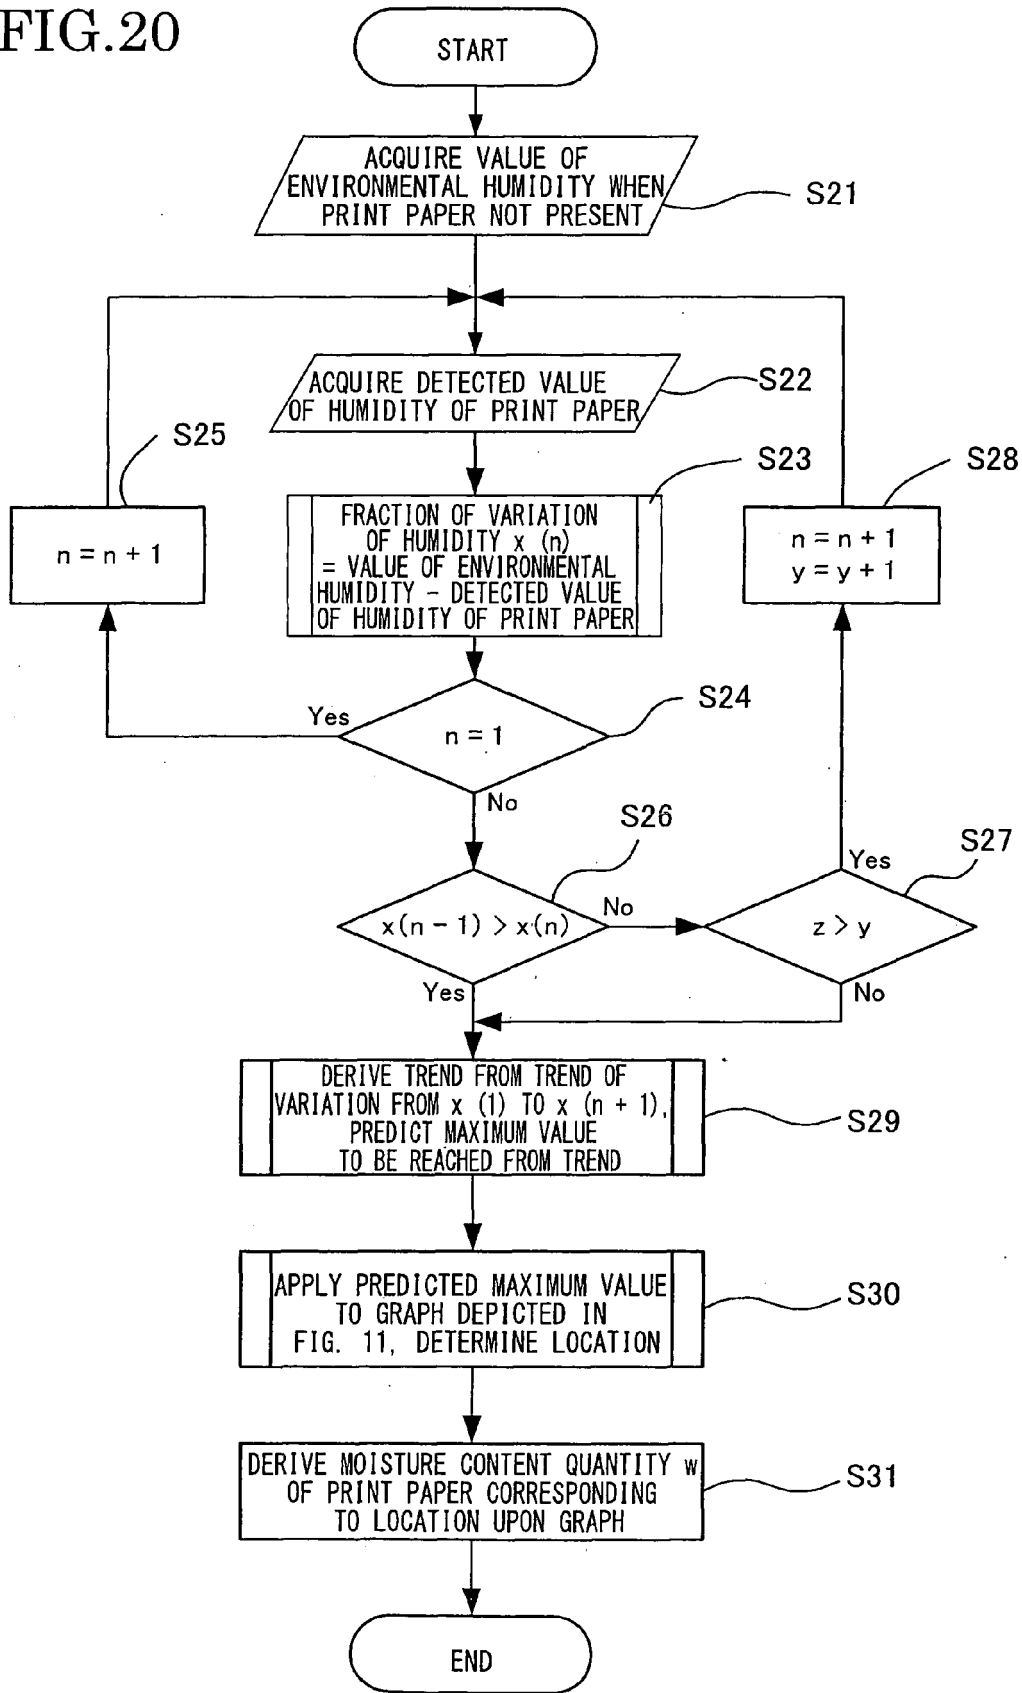 FIG.20
START
ACQUIRE VALUE OF
ENVIRONMENTAL HUMIDITY WHEN
PRINT PAPER NOT PRESENT
S21
ACQUIRE DETECTED VALUE
OF HUMIDITY OF PRINT PAPER
S22
S25
n = n + 1
S23
FRACTION OF VARIATION
OF HUMIDITY x (n)
= VALUE OF ENVIRONMENTAL
HUMIDITY - DETECTED VALUE
OF HUMIDITY OF PRINT PAPER
S28
n = n + 1
y = y + 1
S24
Yes
n = 1
No
S26
x(n - 1) > x(n)
No
Yes
S27
Yes
z > y
No
DERIVE TREND FROM TREND OF
VARIATION FROM x (1) TO x (n + 1),
PREDICT MAXIMUM VALUE
TO BE REACHED FROM TREND
S29
APPLY PREDICTED MAXIMUM VALUE
TO GRAPH DEPICTED IN
FIG. 11, DETERMINE LOCATION
S30
DERIVE MOISTURE CONTENT QUANTITY w
OF PRINT PAPER CORRESPONDING
TO LOCATION UPON GRAPH
S31
END